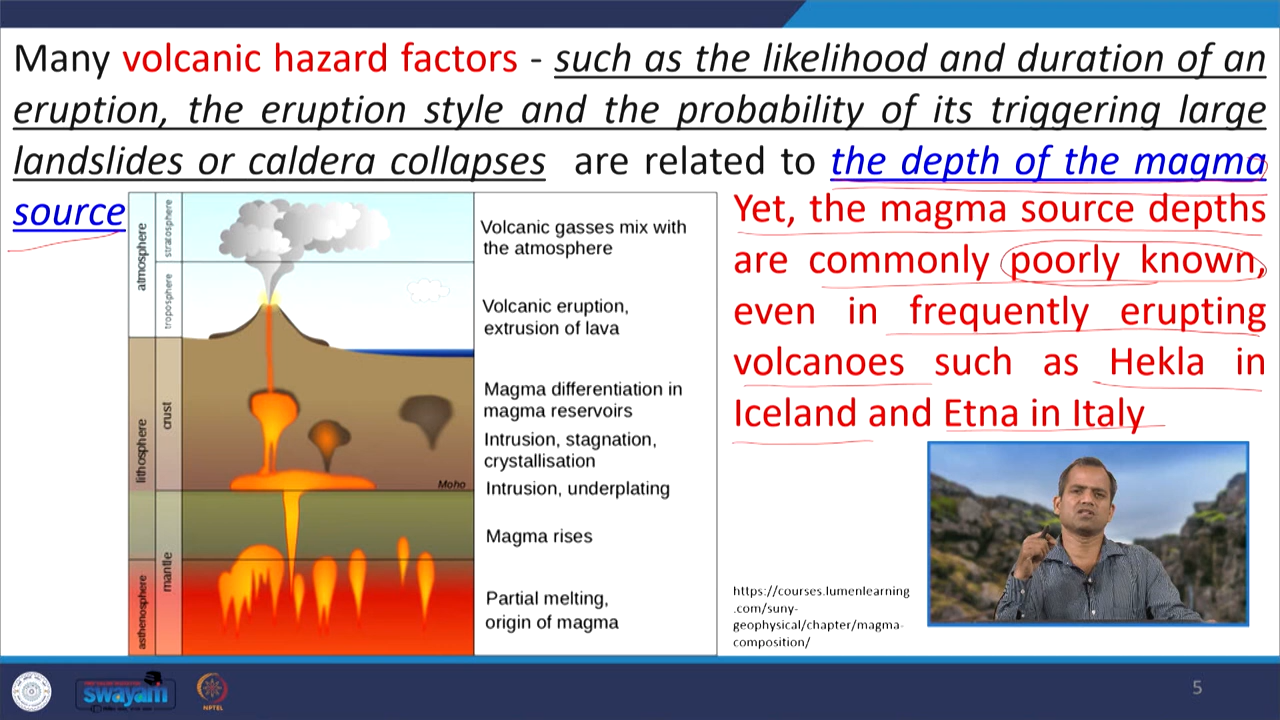 Many volcanic hazard factors - such as the likelihood and duration of an
eruption, the eruption style and the probability of its triggering large
landslides or caldera collapses are related to the depth of the magma
source
Yet, the magma source depths
are commonly poorly known,
even in frequently erupting
volcanoes such as Hekla in
Iceland and Etna in Italy
atmosphere
stratosphere
troposphere
lithosphere
crust
mantle
asthenosphere
Moho
Volcanic gasses mix with
the atmosphere
Volcanic eruption,
extrusion of lava
Magma differentiation in
magma reservoirs
Intrusion, stagnation,
crystallisation
Intrusion, underplating
Magma rises
Partial melting,
origin of magma
https://courses.lumenlearning
.com/suny-
geophysical/chapter/magma-
composition/
swayam
NPTEL
5